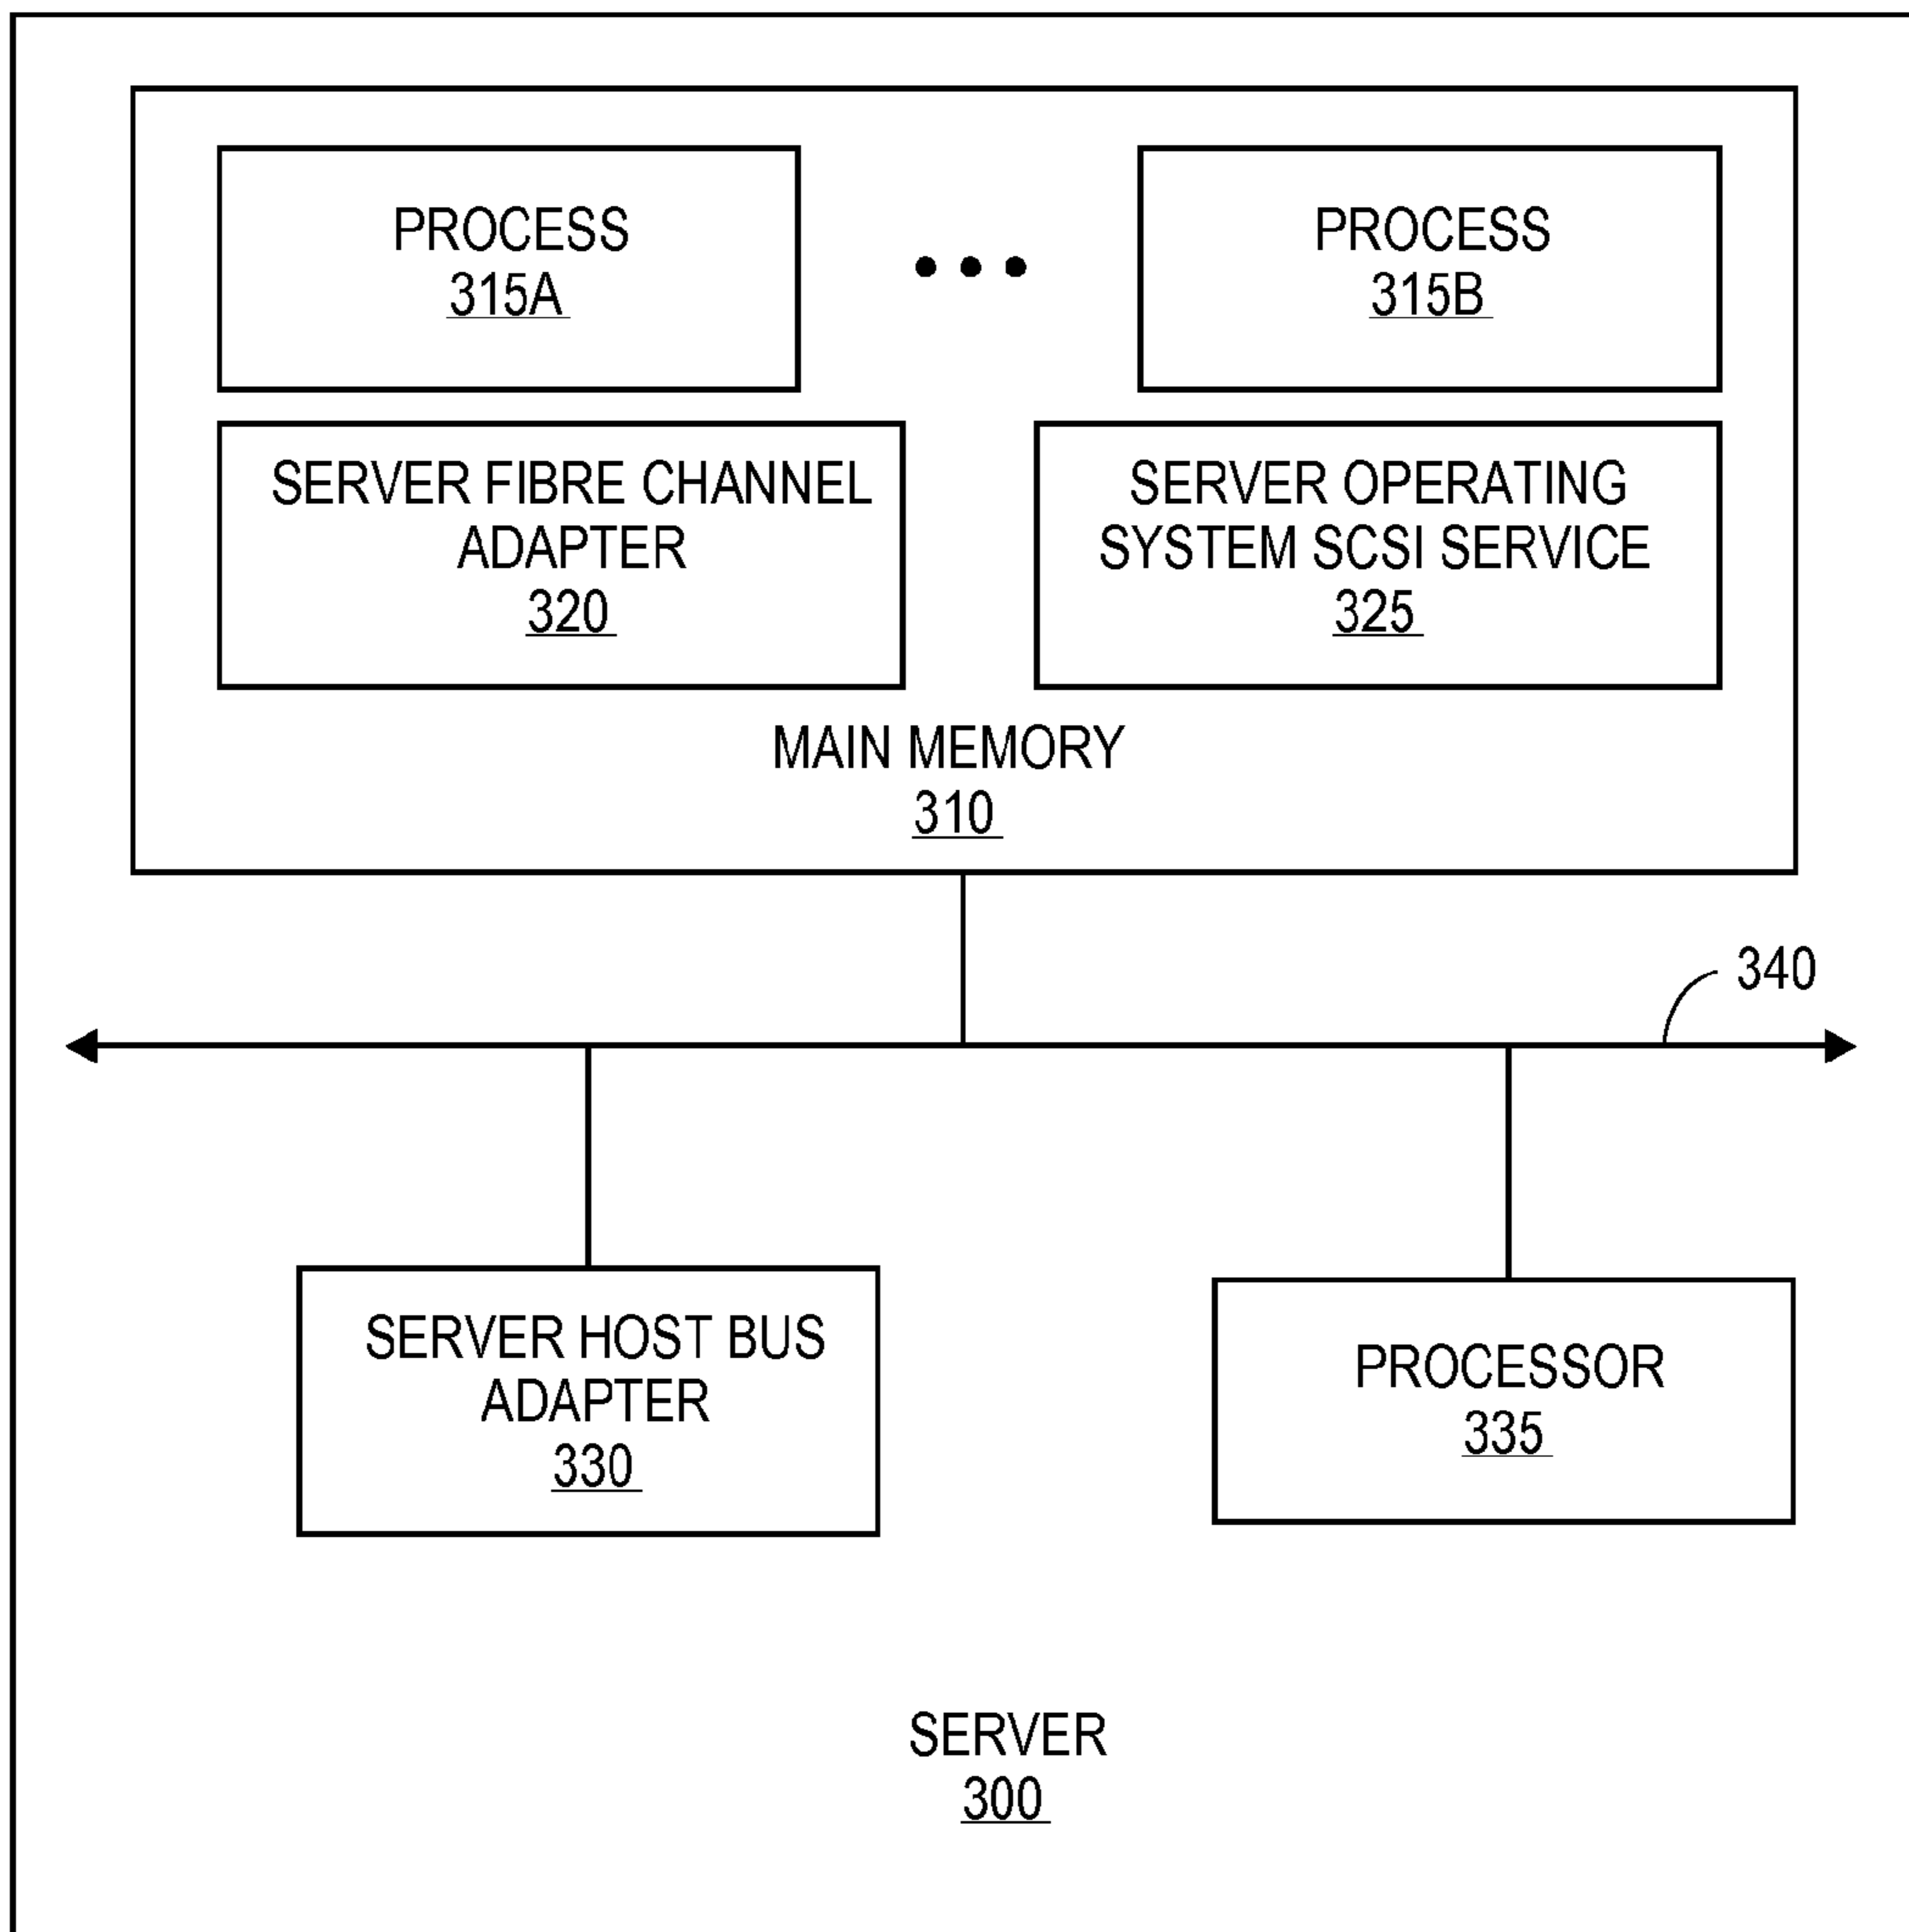 PROCESS
315A
PROCESS
315B
SERVER FIBRE CHANNEL
ADAPTER
320
SERVER OPERATING
SYSTEM SCSI SERVICE
325
MAIN MEMORY
310
340
SERVER HOST BUS
ADAPTER
330
PROCESSOR
335
SERVER
300